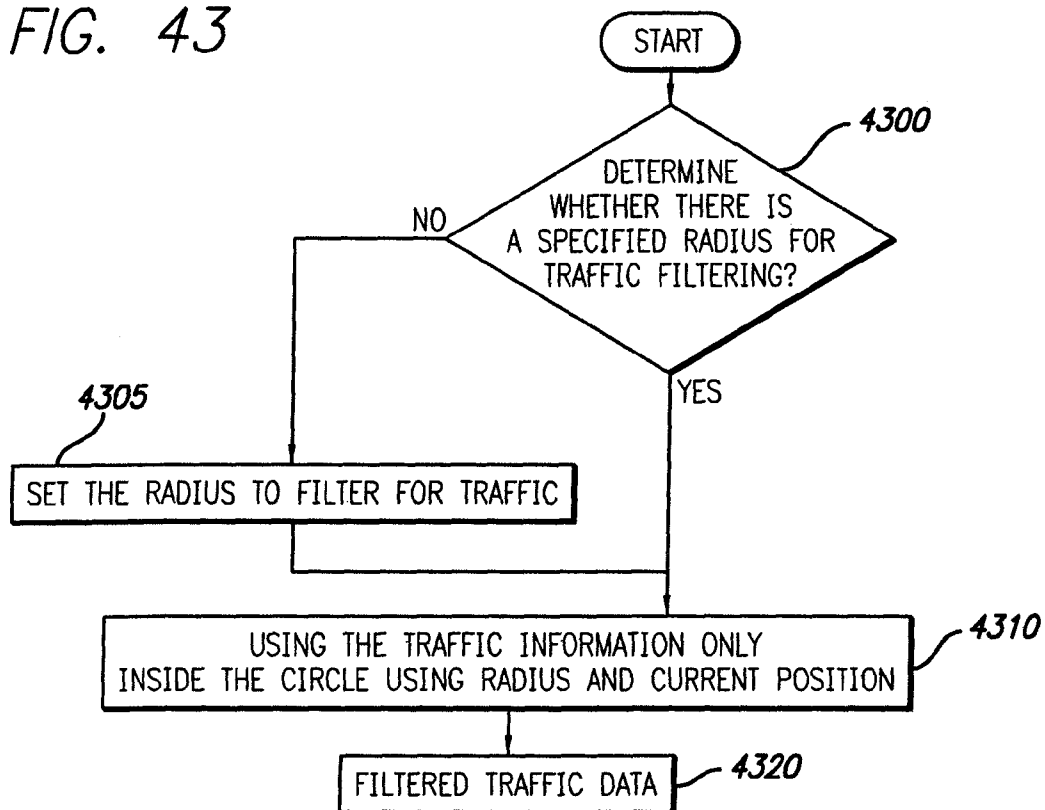 FIG. 43
START
4300
DETERMINE
WHETHER THERE IS
A SPECIFIED RADIUS FOR
TRAFFIC FILTERING?
NO
YES
4305
SET THE RADIUS TO FILTER FOR TRAFFIC
4310
USING THE TRAFFIC INFORMATION ONLY
INSIDE THE CIRCLE USING RADIUS AND CURRENT POSITION
4320
FILTERED TRAFFIC DATA